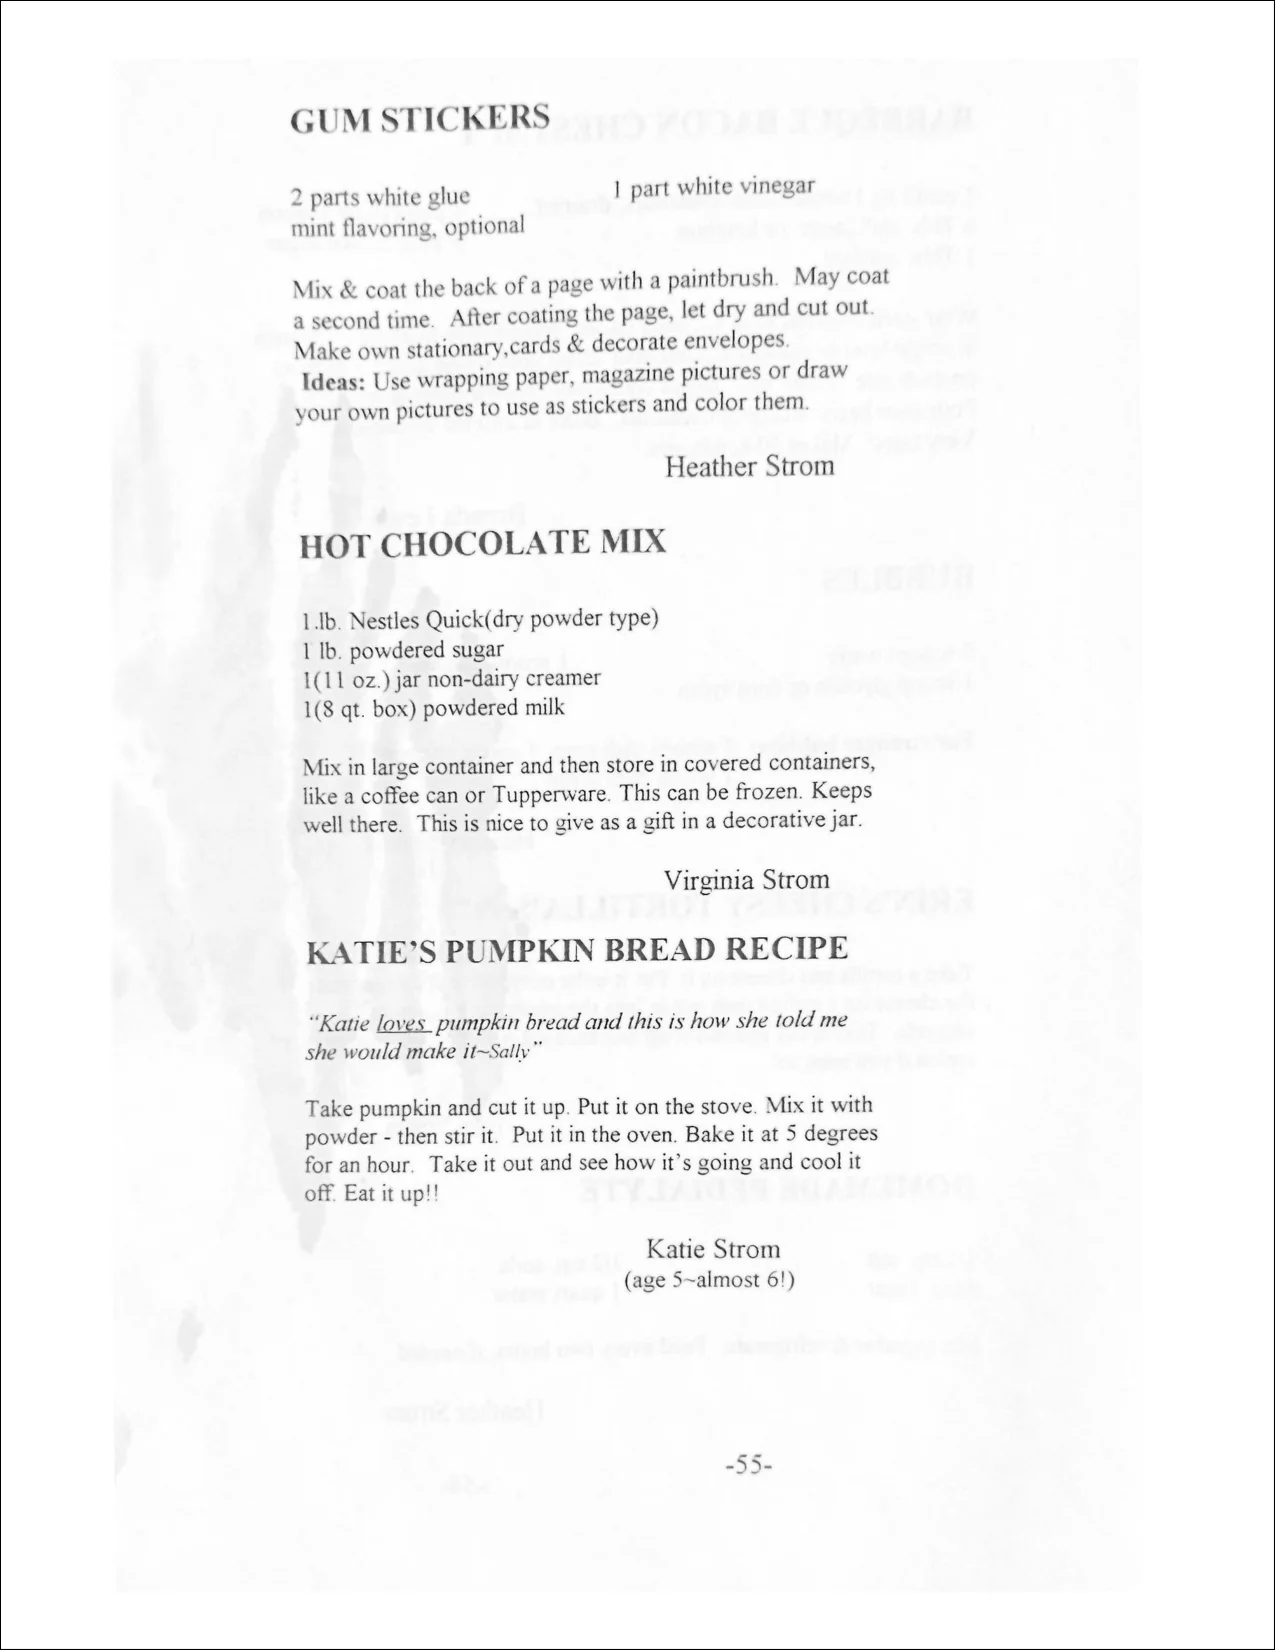 GUM STICKERS
2 parts white glue 1 part white vinegar
mint flavoring, optional
Mix & coat the back of a page with a paintbrush. May coat
a second time. After coating the page, let dry and cut out.
Make own stationary,cards & decorate envelopes.
Ideas: Use wrapping paper, magazine pictures or draw
your own pictures to use as stickers and color them.
Heather Strom
HOT CHOCOLATE MIX
1 .lb. Nestles Quick(dry powder type)
1 lb. powdered sugar
1(11 oz.) jar non-dairy creamer
1(8 qt. box) powdered milk
Mix in large container and then store in covered containers,
like a coffee can or Tupperware. This can be frozen. Keeps
well there. This is nice to give as a gift in a decorative jar.
Virginia Strom
KATIE'S PUMPKIN BREAD RECIPE
"Katie loves pumpkin bread and this is how she told me
she would make it~Sally"
Take pumpkin and cut it up. Put it on the stove. Mix it with
powder - then stir it. Put it in the oven. Bake it at 5 degrees
for an hour. Take it out and see how it's going and cool it
off. Eat it up!!
Katie Strom
(age 5~almost 6!)
-55-